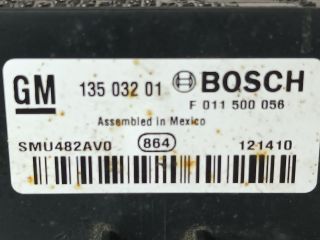 GM 135 032 01 BOSCH
F 011 500 056
Assembled in Mexico
SMU482AV0 864 121410